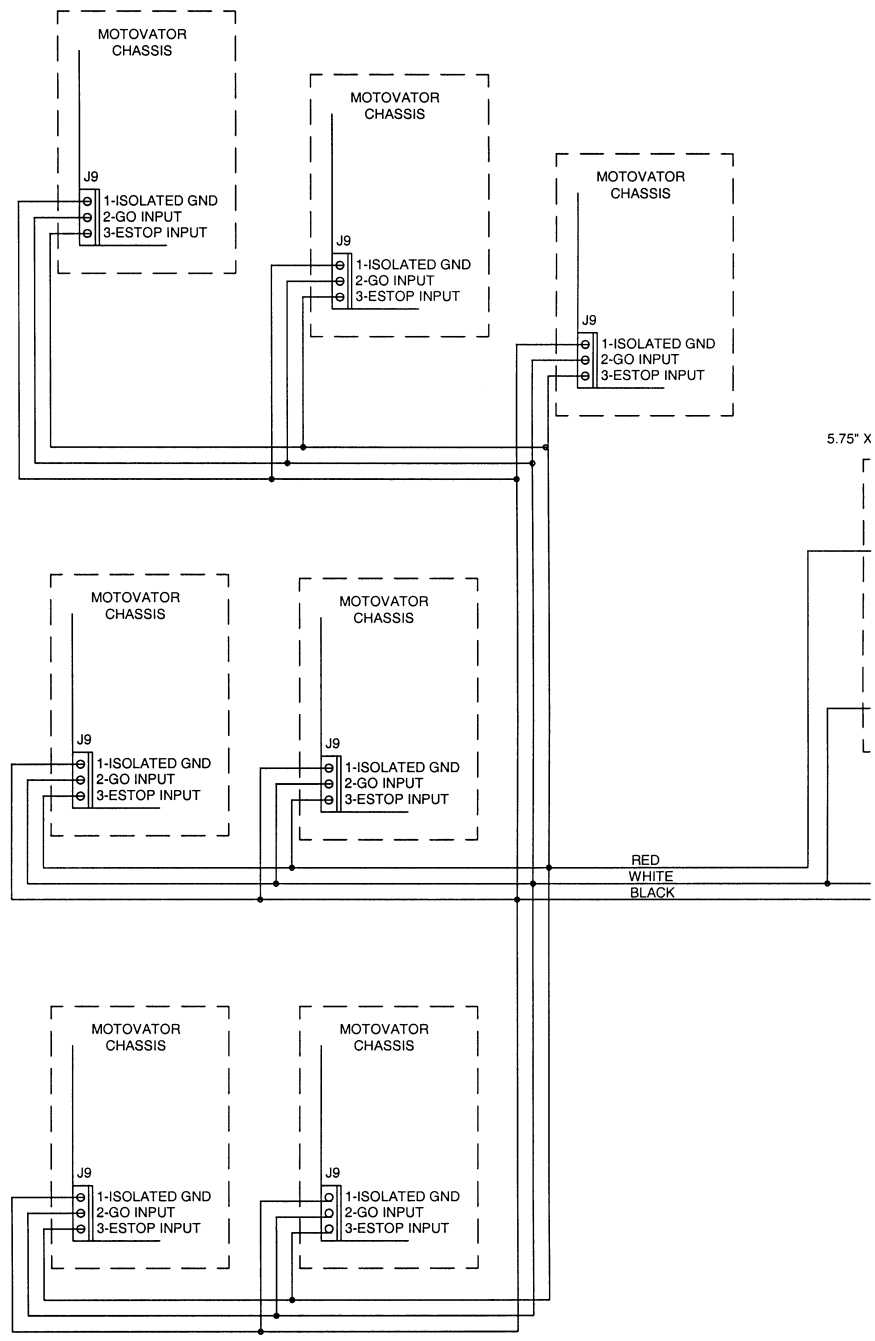 MOTOVATOR
CHASSIS
J9
1-ISOLATED GND
2-GO INPUT
3-ESTOP INPUT
MOTOVATOR
CHASSIS
J9
1-ISOLATED GND
2-GO INPUT
3-ESTOP INPUT
MOTOVATOR
CHASSIS
J9
1-ISOLATED GND
2-GO INPUT
3-ESTOP INPUT
5.75" X
MOTOVATOR
CHASSIS
J9
1-ISOLATED GND
2-GO INPUT
3-ESTOP INPUT
MOTOVATOR
CHASSIS
J9
1-ISOLATED GND
2-GO INPUT
3-ESTOP INPUT
RED
WHITE
BLACK
MOTOVATOR
CHASSIS
J9
1-ISOLATED GND
2-GO INPUT
3-ESTOP INPUT
MOTOVATOR
CHASSIS
J9
1-ISOLATED GND
2-GO INPUT
3-ESTOP INPUT